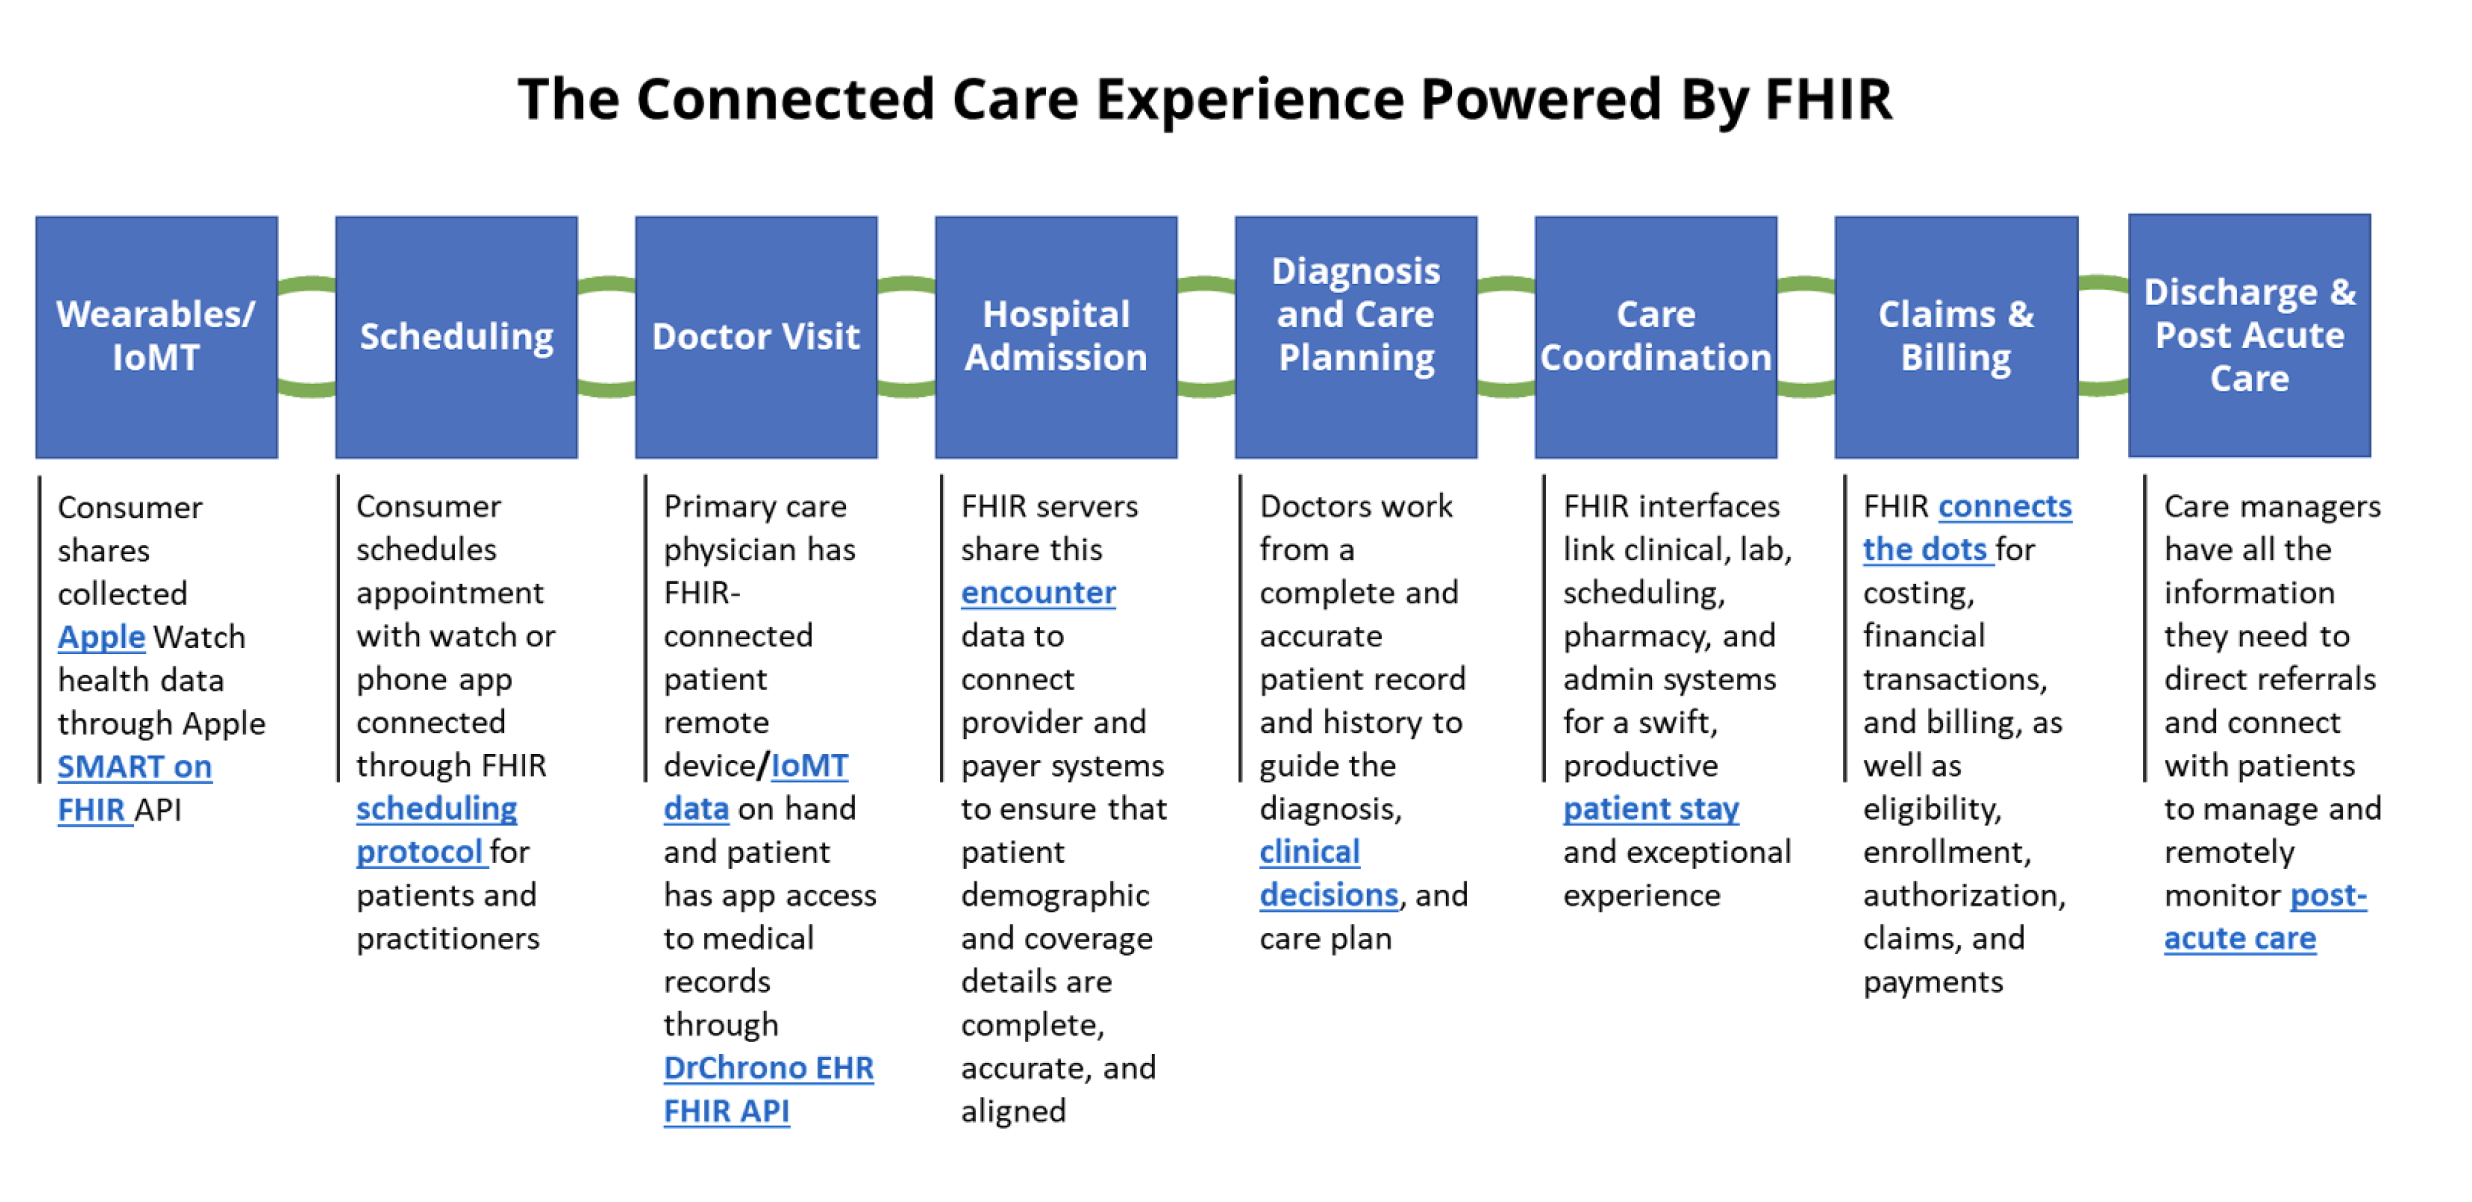 The Connected Care Experience Powered By FHIR
Wearables/
IoMT
Consumer
shares
collected
Apple Watch
health data
through Apple
SMART on
FHIR API
Scheduling
Consumer
schedules
appointment
with watch or
phone app
connected
through FHIR
scheduling
protocol for
patients and
practitioners
Doctor Visit
Primary care
physician has
FHIR-
connected
patient
remote
device/IoMT
data on hand
and patient
has app access
to medical
records
through
DrChrono EHR
FHIR API
Hospital
Admission
FHIR servers
share this
encounter
data to
connect
provider and
payer systems
to ensure that
patient
demographic
and coverage
details are
complete,
accurate, and
aligned
Diagnosis
and Care
Planning
Doctors work
from a
complete and
accurate
patient record
and history to
guide the
diagnosis,
clinical
decisions, and
care plan
Care
Coordination
FHIR interfaces
link clinical, lab,
scheduling,
pharmacy, and
admin systems
for a swift,
productive
patient stay
and exceptional
experience
Claims &
Billing
FHIR connects
the dots for
costing,
financial
transactions,
and billing, as
well as
eligibility,
enrollment,
authorization,
claims, and
payments
Discharge &
Post Acute
Care
Care managers
have all the
information
they need to
direct referrals
and connect
with patients
to manage and
remotely
monitor post-
acute care